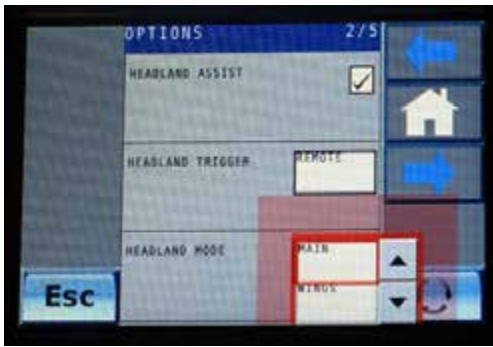 OPTIONS 2/5
HEADLAND ASSIST
HEADLAND TRIGGER REMOTE
HEADLAND MODE MAIN
WINGS
Esc